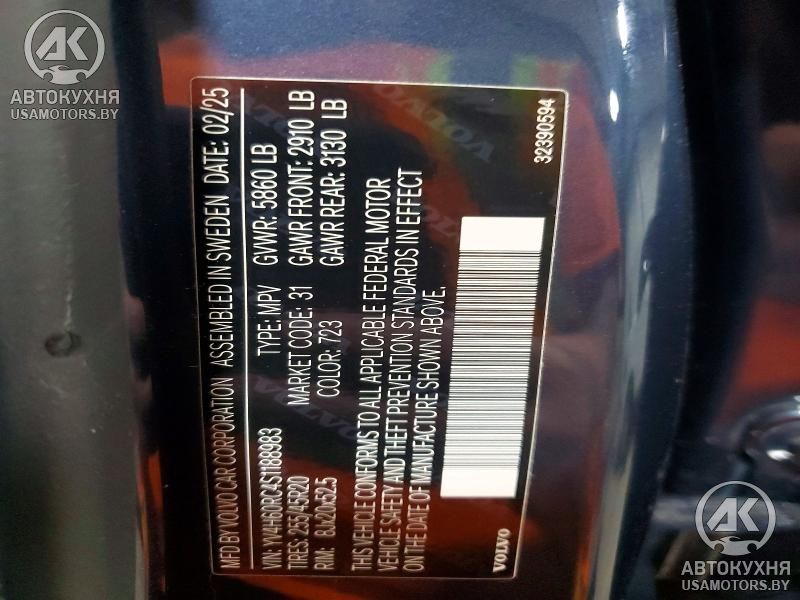 АВТОКУХНЯ
USAMOTORS.BY
MFD BY VOLVO CAR CORPORATION ASSEMBLED IN SWEDEN DATE: 02/25
VIN: YV4H60RC4S1188983 TYPE: MPV GVWR: 5860 LB
TIRES: 255/45R20 MARKET CODE: 31 GAWR FRONT: 2910 LB
RIM: 8Jx20x52.5 COLOR: 723 GAWR REAR: 3130 LB
THIS VEHICLE CONFORMS TO ALL APPLICABLE FEDERAL MOTOR
VEHICLE SAFETY AND THEFT PREVENTION STANDARDS IN EFFECT
ON THE DATE OF MANUFACTURE SHOWN ABOVE.
VOLVO 32390594
АВТОКУХНЯ
USAMOTORS.BY